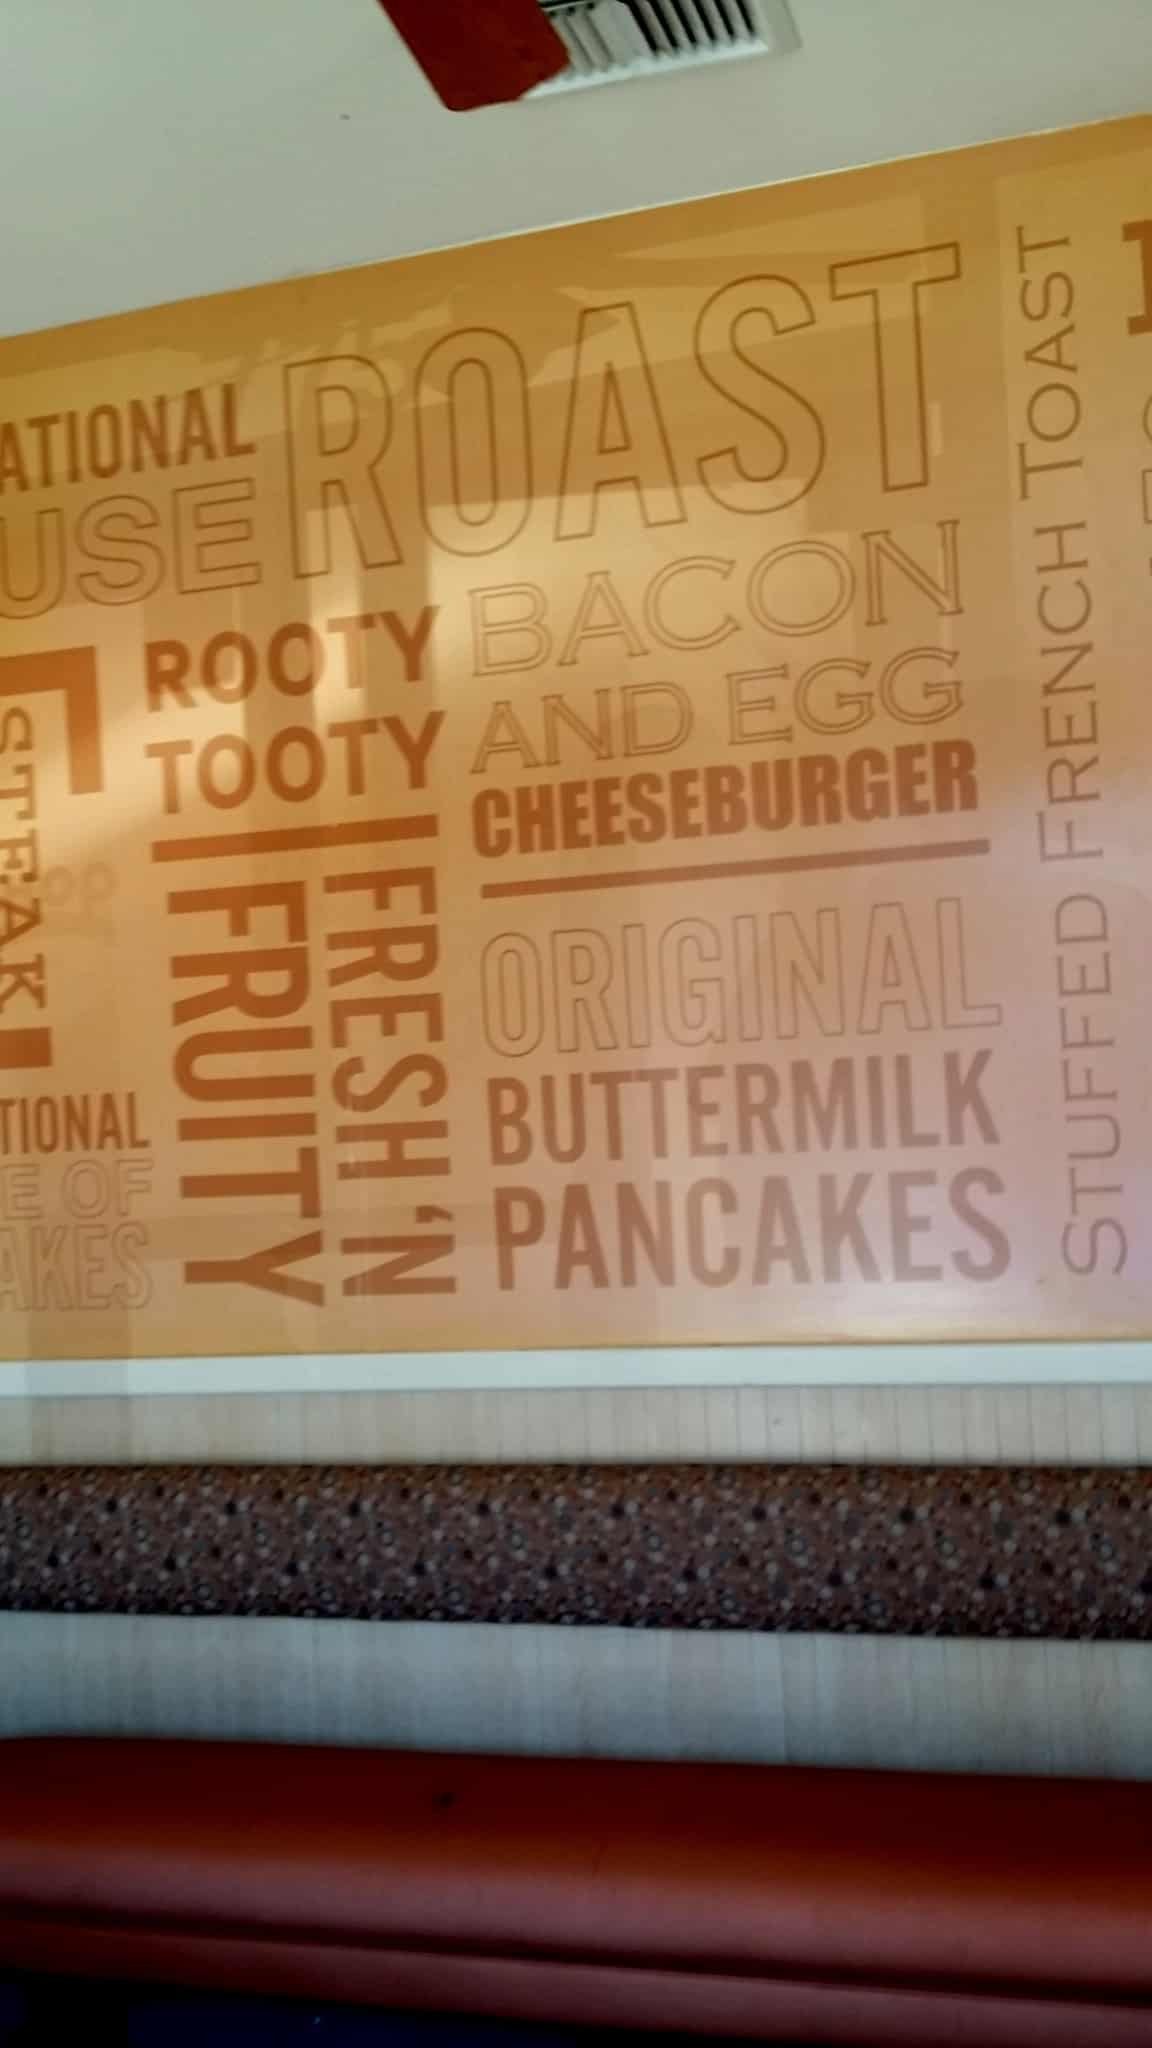 ATIONAL
USE
ROAST
STEAK
ROOTY
TOOTY
FRESH 'N
FRUITY
BACON
AND EGG
CHEESEBURGER
ORIGINAL
BUTTERMILK
PANCAKES
STUFFED FRENCH TOAST
TIONAL
E OF
AKES